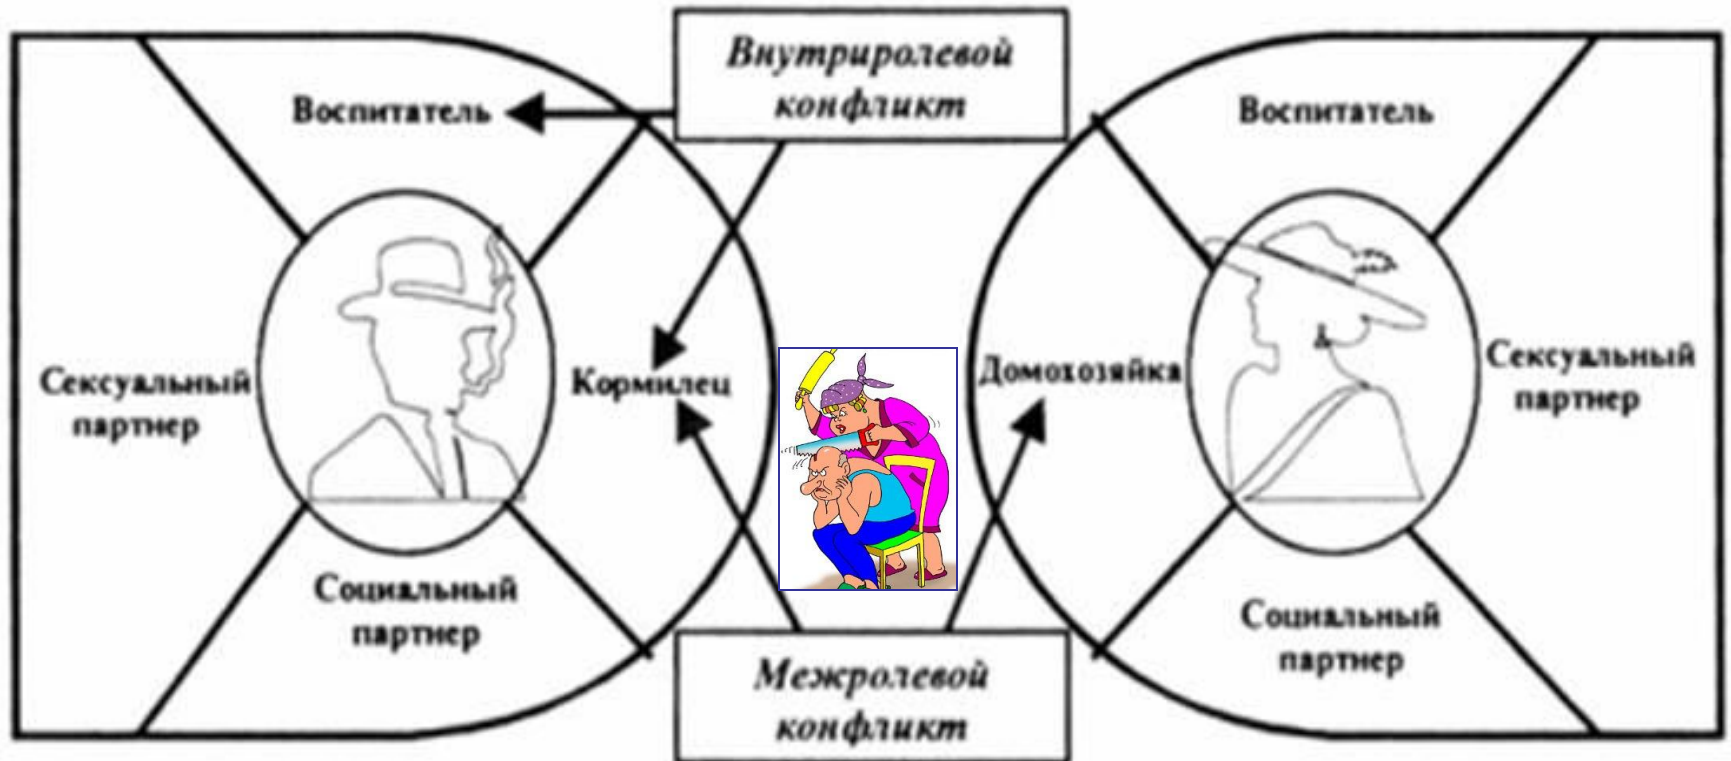 Внутриролевой
конфликт
Воспитатель
Воспитатель
Сексуальный
партнер
Кормилец
Домохозяйка
Сексуальный
партнер
Социальный
партнер
Социальный
партнер
Межролевой
конфликт